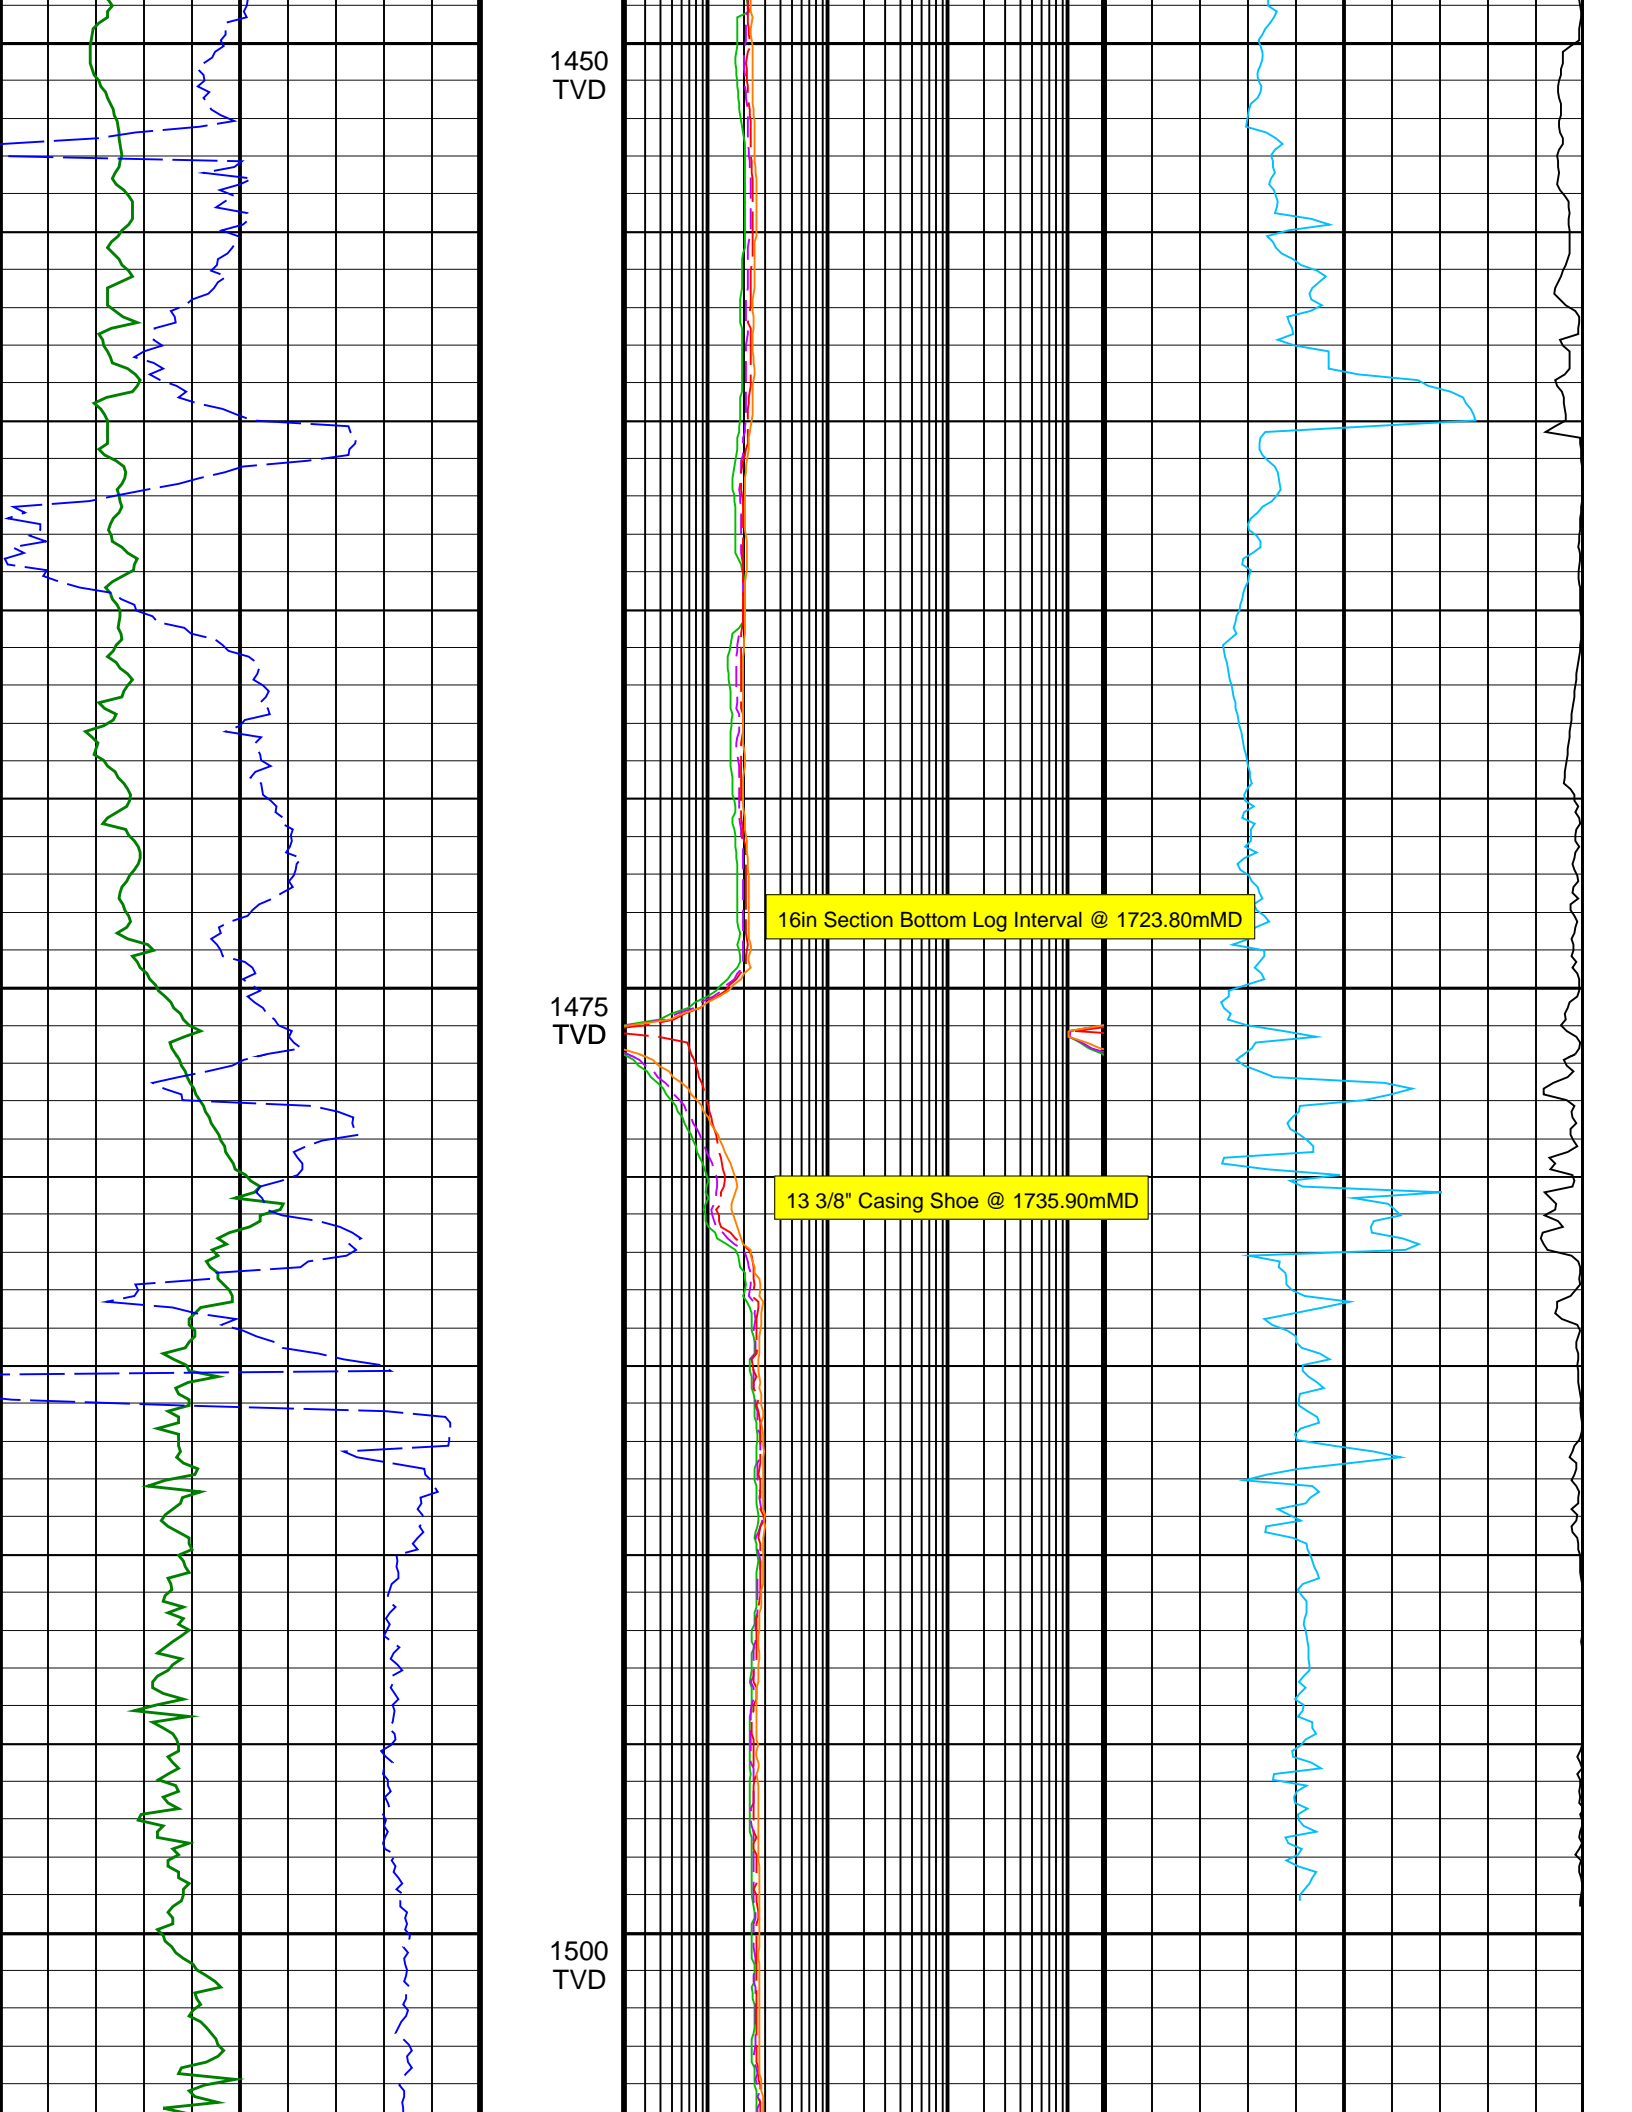 1450
TVD
16in Section Bottom Log Interval @ 1723.80mMD
1475
TVD
13 3/8" Casing Shoe @ 1735.90mMD
1500
TVD